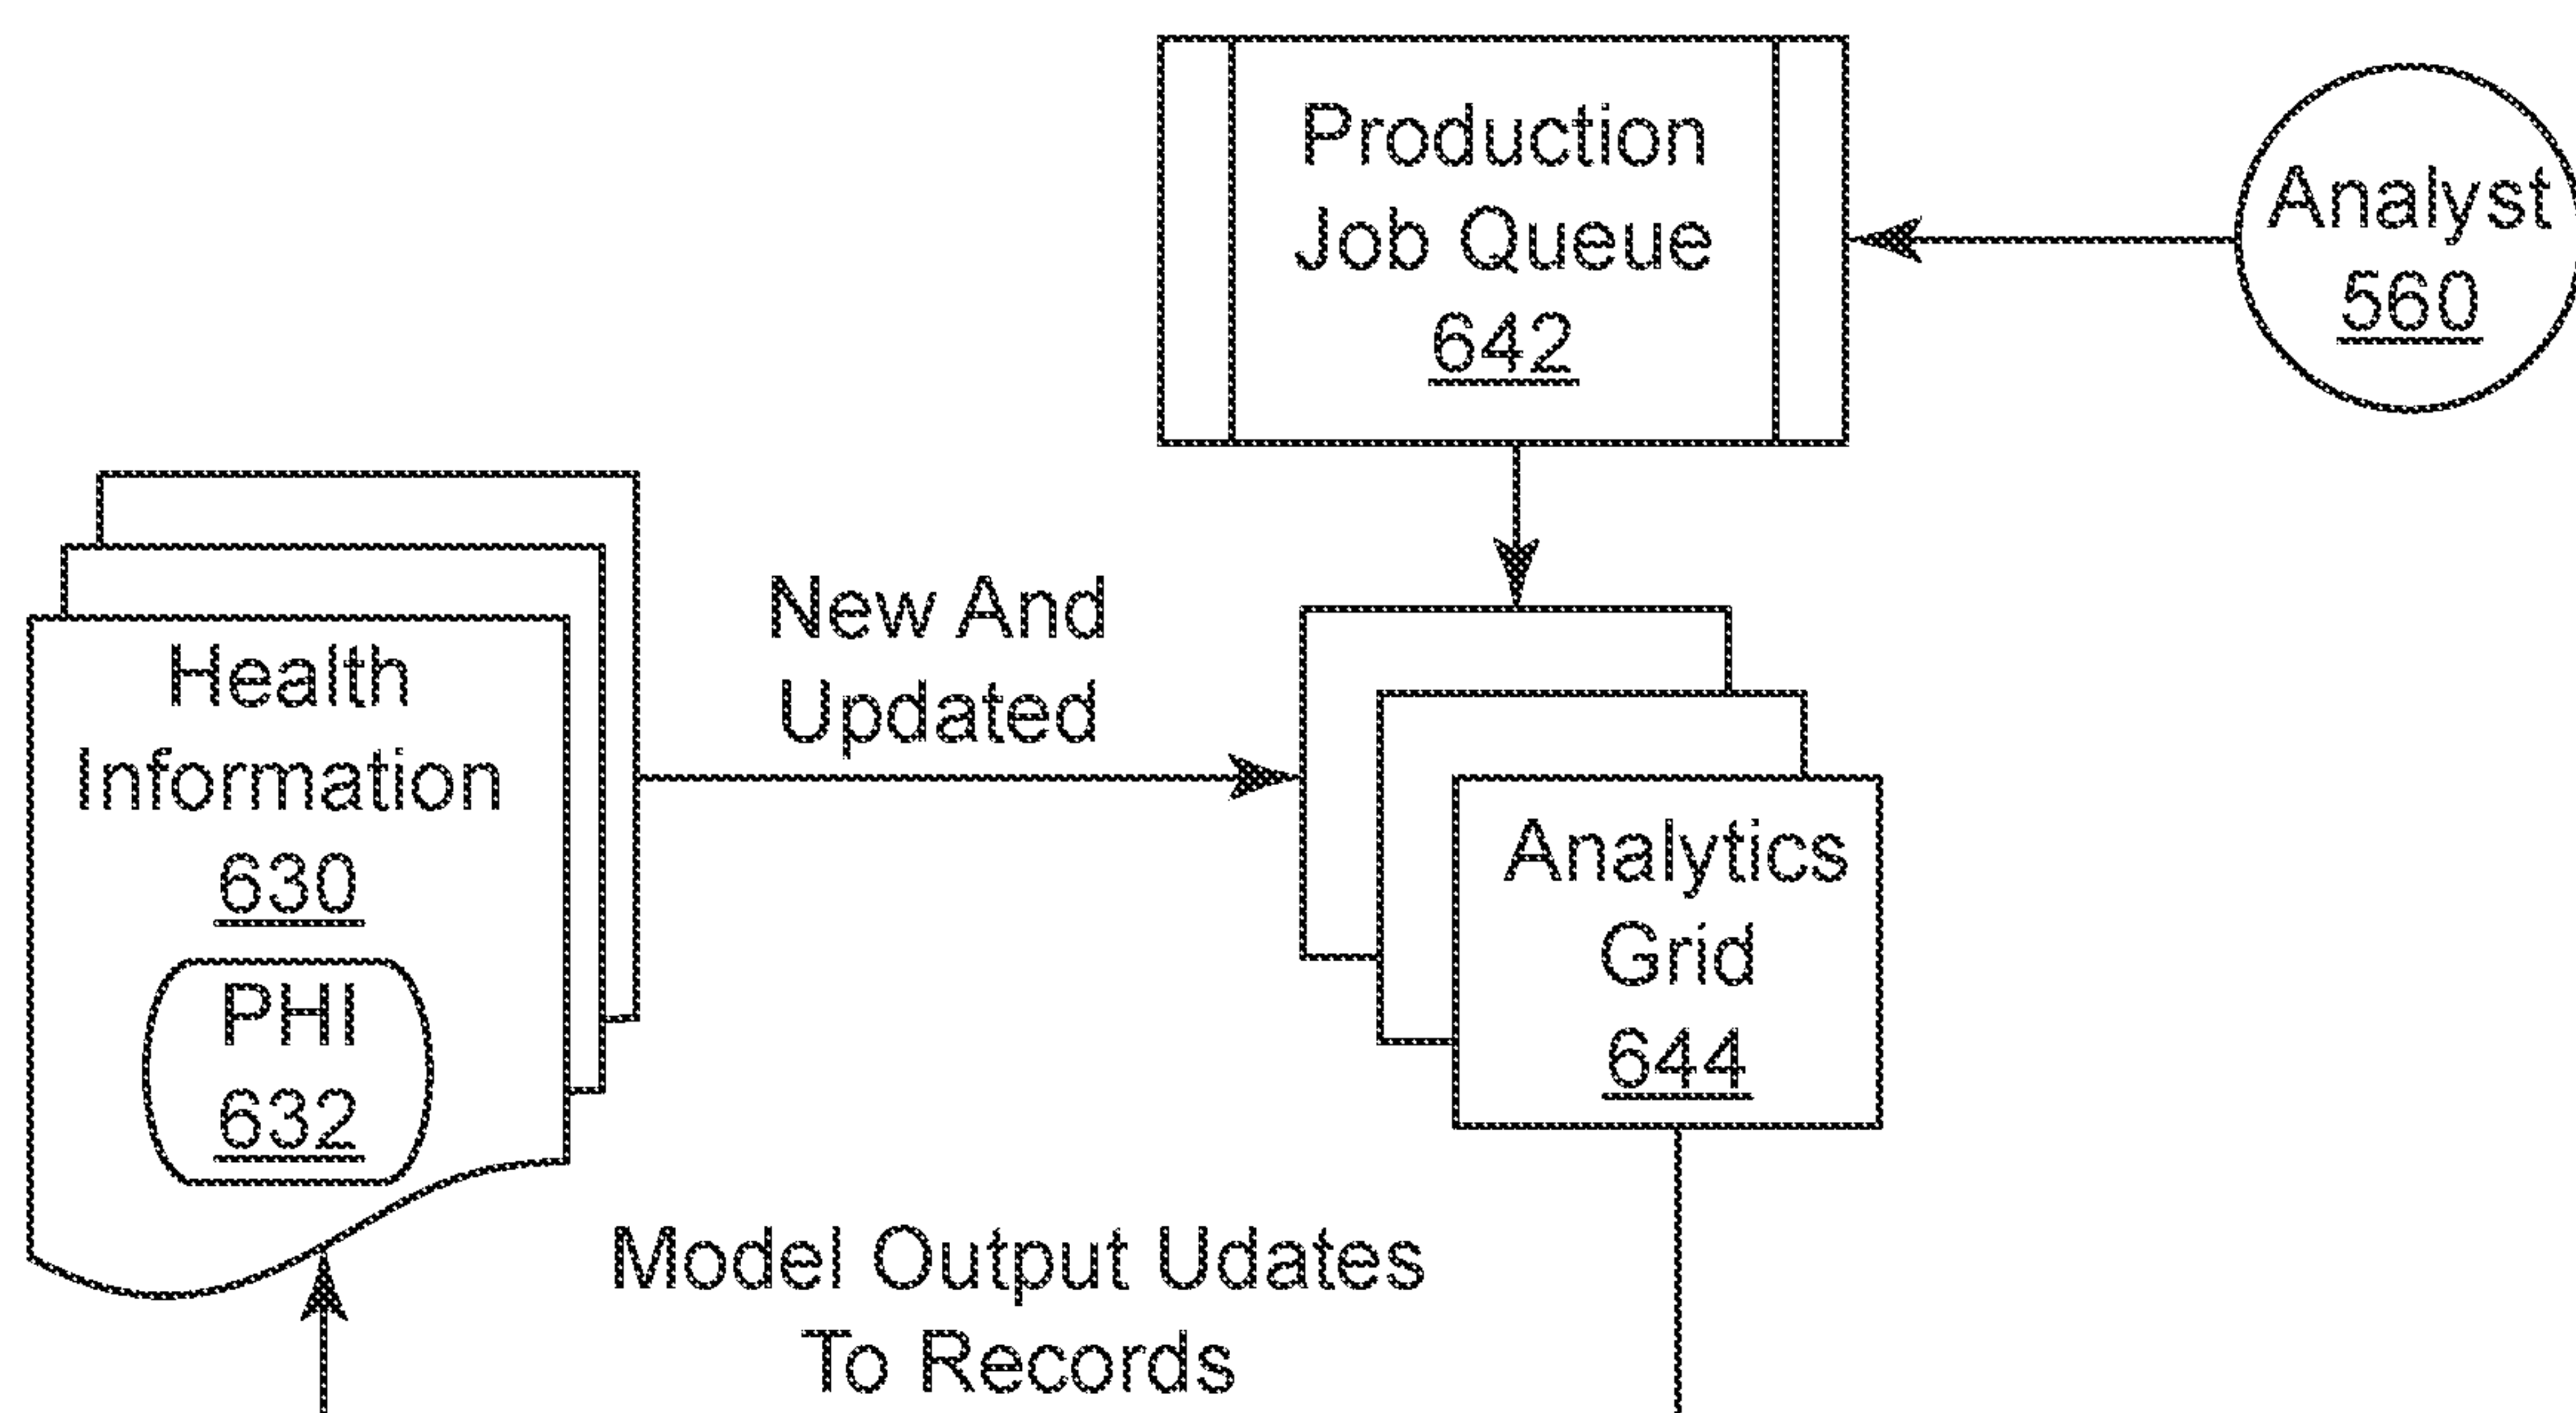 Production
Job Queue
642
Analyst
560
New And
Updated
Health
Information
630
PHI
632
Analytics
Grid
644
Model Output Udates
To Records